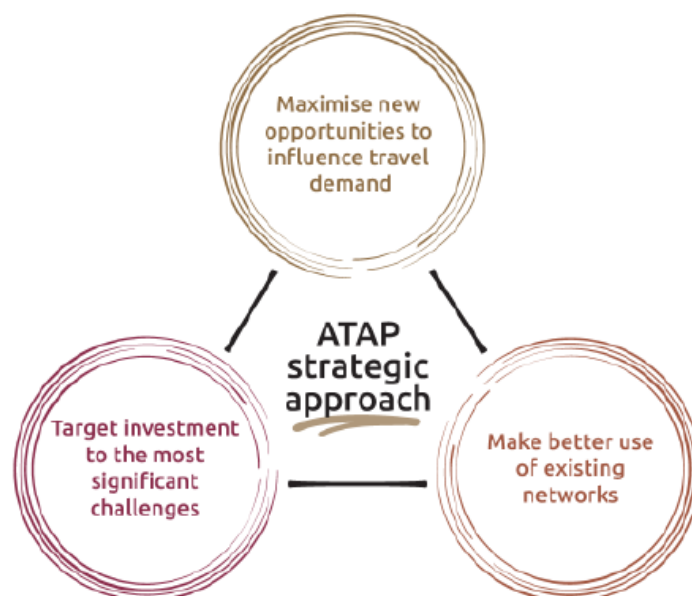 Maximise new
opportunities to
influence travel
demand
ATAP
strategic
approach
Target investment
to the most
significant
challenges
Make better use
of existing
networks